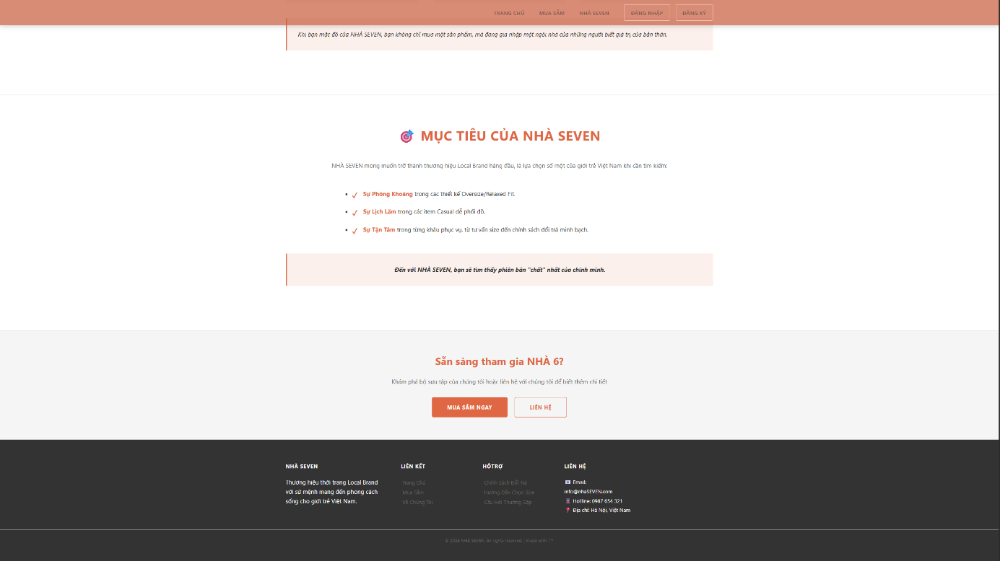 TRANG CHỦ MUA SẮM NHÀ SEVEN ĐĂNG NHẬP ĐĂNG KÝ
Khi bạn mặc đồ của NHÀ SEVEN, bạn không chỉ mua một sản phẩm, mà đang gia nhập một ngôi nhà của những người biết giá trị của bản thân.
MỤC TIÊU CỦA NHÀ SEVEN
NHÀ SEVEN mong muốn trở thành thương hiệu Local Brand hàng đầu, là lựa chọn số một của giới trẻ Việt Nam khi cần tìm kiếm:
Sự Phóng Khoáng trong các thiết kế Oversize/Relaxed Fit.
Sự Lịch Lãm trong các item Casual dễ phối đồ.
Sự Tận Tâm trong từng khâu phục vụ, từ tư vấn size đến chính sách đổi trả minh bạch.
Đến với NHÀ SEVEN, bạn sẽ tìm thấy phiên bản "chất" nhất của chính mình.
Sẵn sàng tham gia NHÀ 6?
Khám phá bộ sưu tập của chúng tôi hoặc liên hệ với chúng tôi để biết thêm chi tiết
MUA SẮM NGAY LIÊN HỆ
NHÀ SEVEN
Thương hiệu thời trang Local Brand
với sứ mệnh mang đến phong cách
sống cho giới trẻ Việt Nam.
LIÊN KẾT
Trang Chủ
Mua Sắm
Về Chúng Tôi
HỖTRỢ
Chính Sách Đổi Trả
Hướng Dẫn Chọn Size
Câu Hỏi Thường Gặp
LIÊN HỆ
Email:
info@nhaSEVEN.com
Hotline: 0987 654 321
Địa chỉ: Hà Nội, Việt Nam
© 2024 NHÀ SEVEN. All rights reserved. Made with